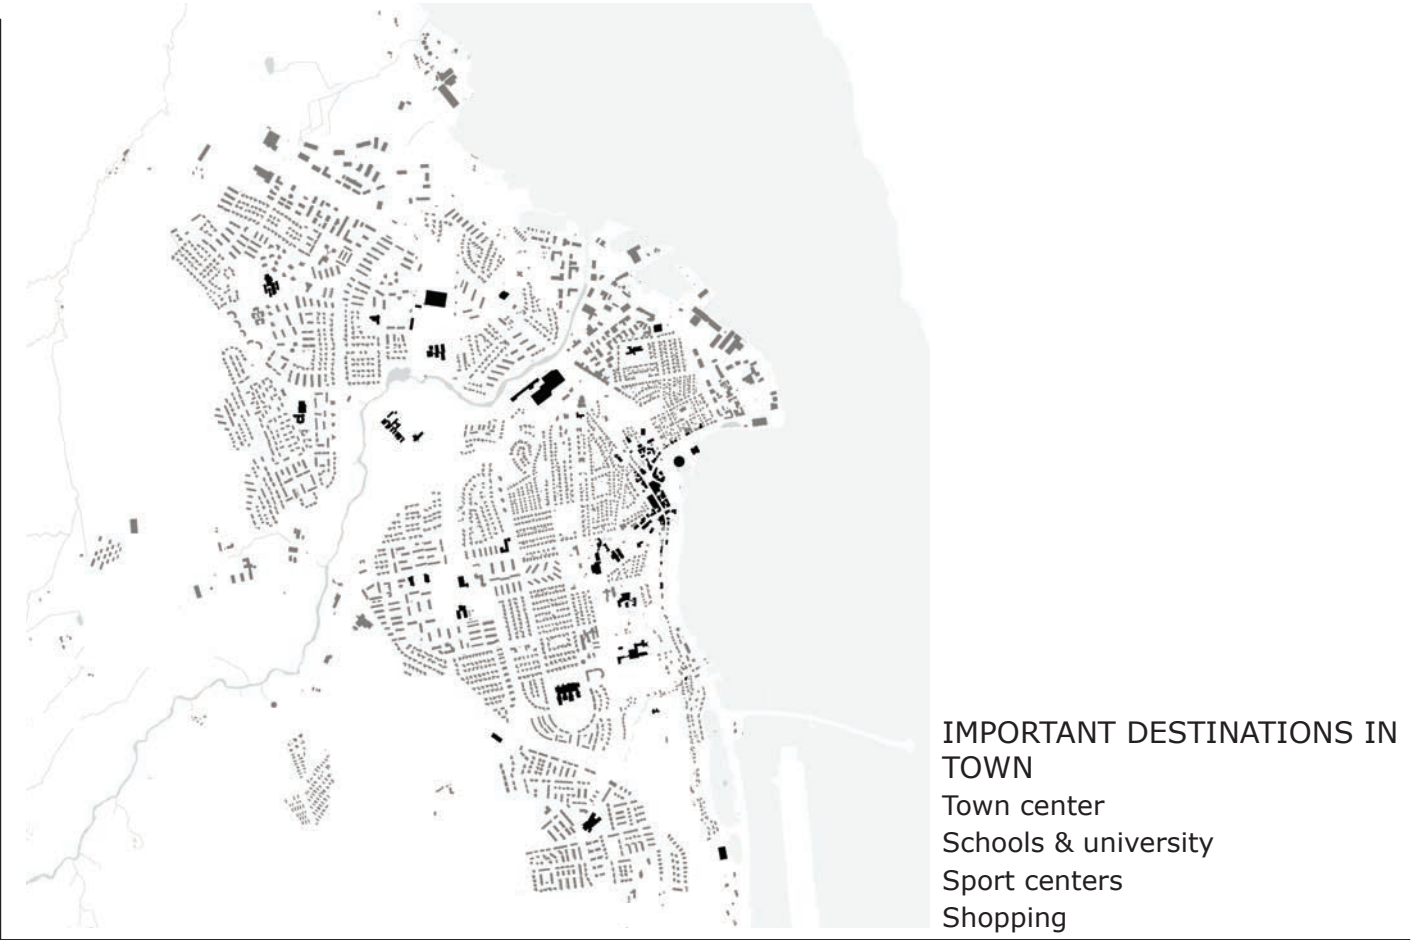 IMPORTANT DESTINATIONS IN
TOWN
Town center
Schools & university
Sport centers
Shopping